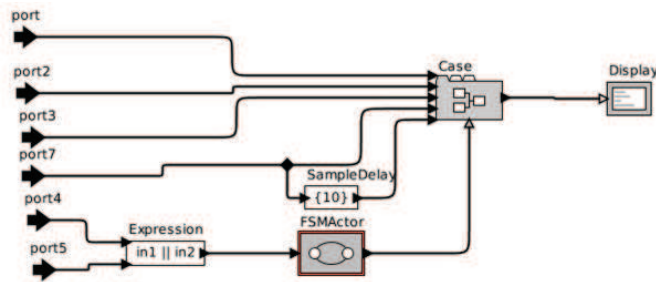 port
port2
port3
port7
port4
port5
Case
Display
SampleDelay
{10}
Expression
in1 || in2
FSMActor